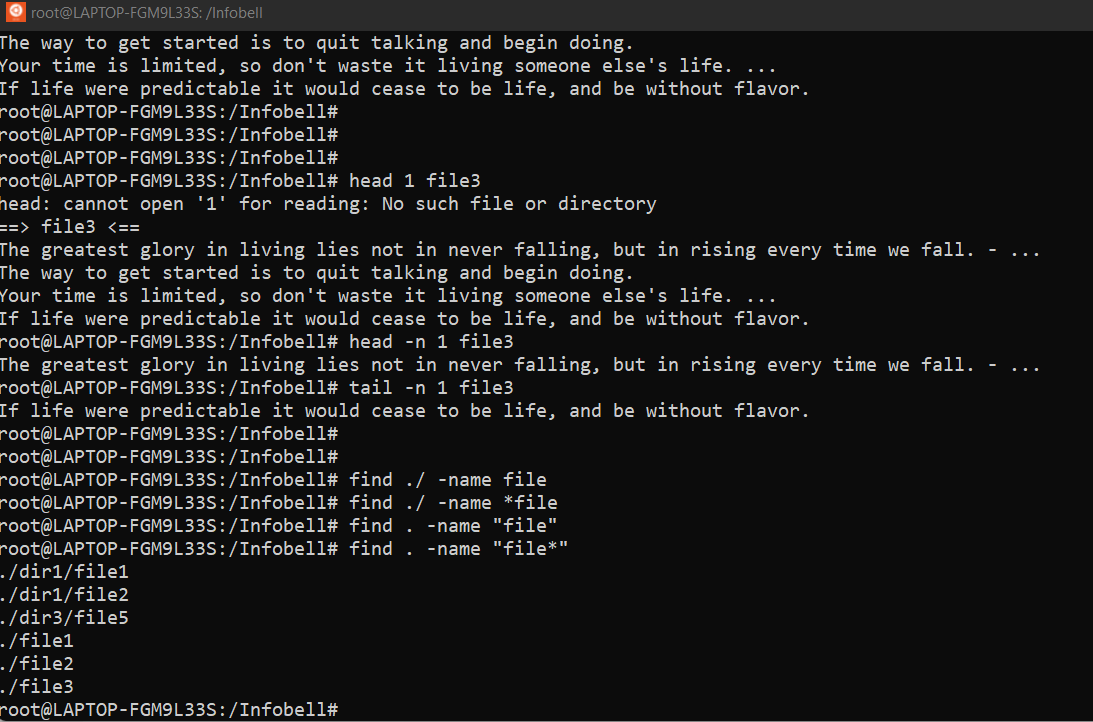 root@LAPTOP-FGM9L33S: /Infobell
The way to get started is to quit talking and begin doing.
Your time is limited, so don't waste it living someone else's life. ...
If life were predictable it would cease to be life, and be without flavor.
root@LAPTOP-FGM9L33S:/Infobell#
root@LAPTOP-FGM9L33S:/Infobell#
root@LAPTOP-FGM9L33S:/Infobell#
root@LAPTOP-FGM9L33S:/Infobell# head 1 file3
head: cannot open '1' for reading: No such file or directory
==> file3 <==
The greatest glory in living lies not in never falling, but in rising every time we fall. - ...
The way to get started is to quit talking and begin doing.
Your time is limited, so don't waste it living someone else's life. ...
If life were predictable it would cease to be life, and be without flavor.
root@LAPTOP-FGM9L33S:/Infobell# head -n 1 file3
The greatest glory in living lies not in never falling, but in rising every time we fall. - ...
root@LAPTOP-FGM9L33S:/Infobell# tail -n 1 file3
If life were predictable it would cease to be life, and be without flavor.
root@LAPTOP-FGM9L33S:/Infobell#
root@LAPTOP-FGM9L33S:/Infobell#
root@LAPTOP-FGM9L33S:/Infobell# find ./ -name file
root@LAPTOP-FGM9L33S:/Infobell# find ./ -name *file
root@LAPTOP-FGM9L33S:/Infobell# find . -name "file"
root@LAPTOP-FGM9L33S:/Infobell# find . -name "file*"
./dir1/file1
./dir1/file2
./dir3/file5
./file1
./file2
./file3
root@LAPTOP-FGM9L33S:/Infobell#